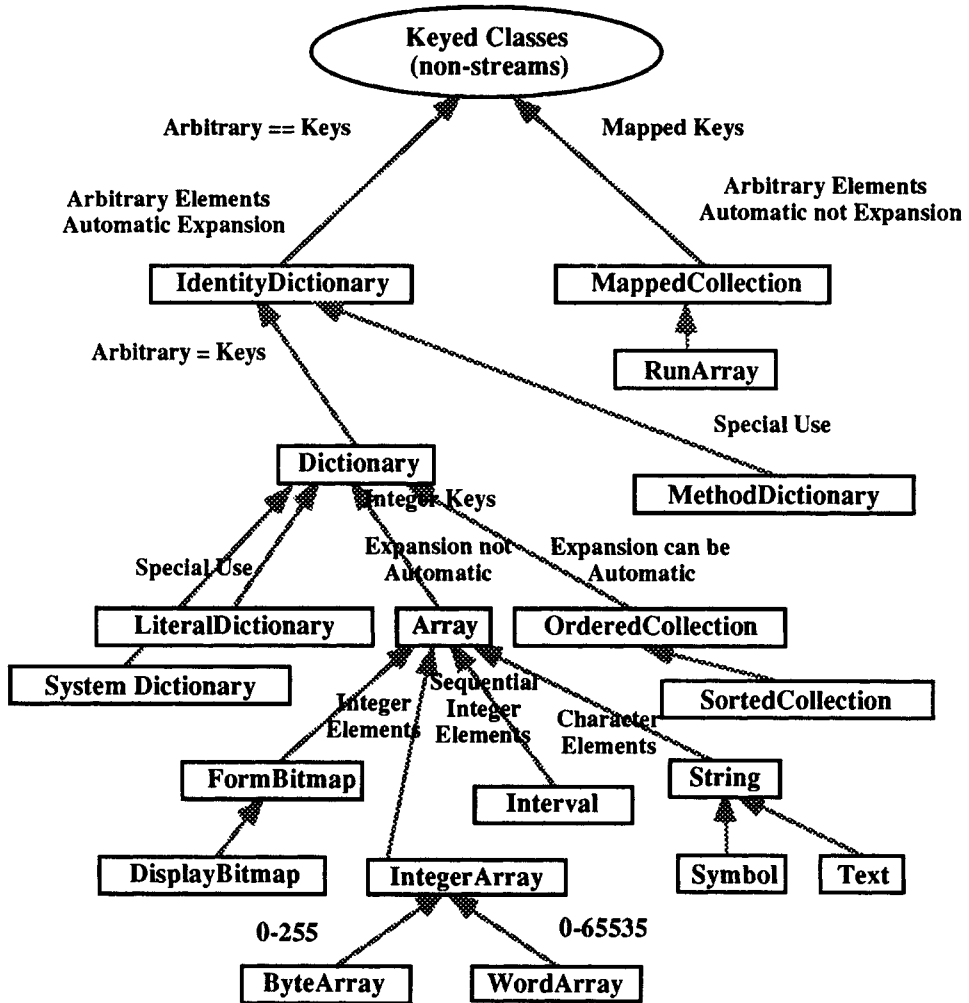 Keyed Classes
(non-streams)
Arbitrary == Keys
Mapped Keys
Arbitrary Elements
Automatic Expansion
Arbitrary Elements
Automatic not Expansion
IdentityDictionary
MappedCollection
Arbitrary = Keys
RunArray
Special Use
Dictionary
MethodDictionary
Integer Keys
Special Use
Expansion not
Automatic
Expansion can be
Automatic
LiteralDictionary
Array
OrderedCollection
System Dictionary
SortedCollection
Integer
Elements
Sequential
Integer
Elements
Character
Elements
FormBitmap
Interval
String
DisplayBitmap
IntegerArray
Symbol
Text
0-255
0-65535
ByteArray
WordArray